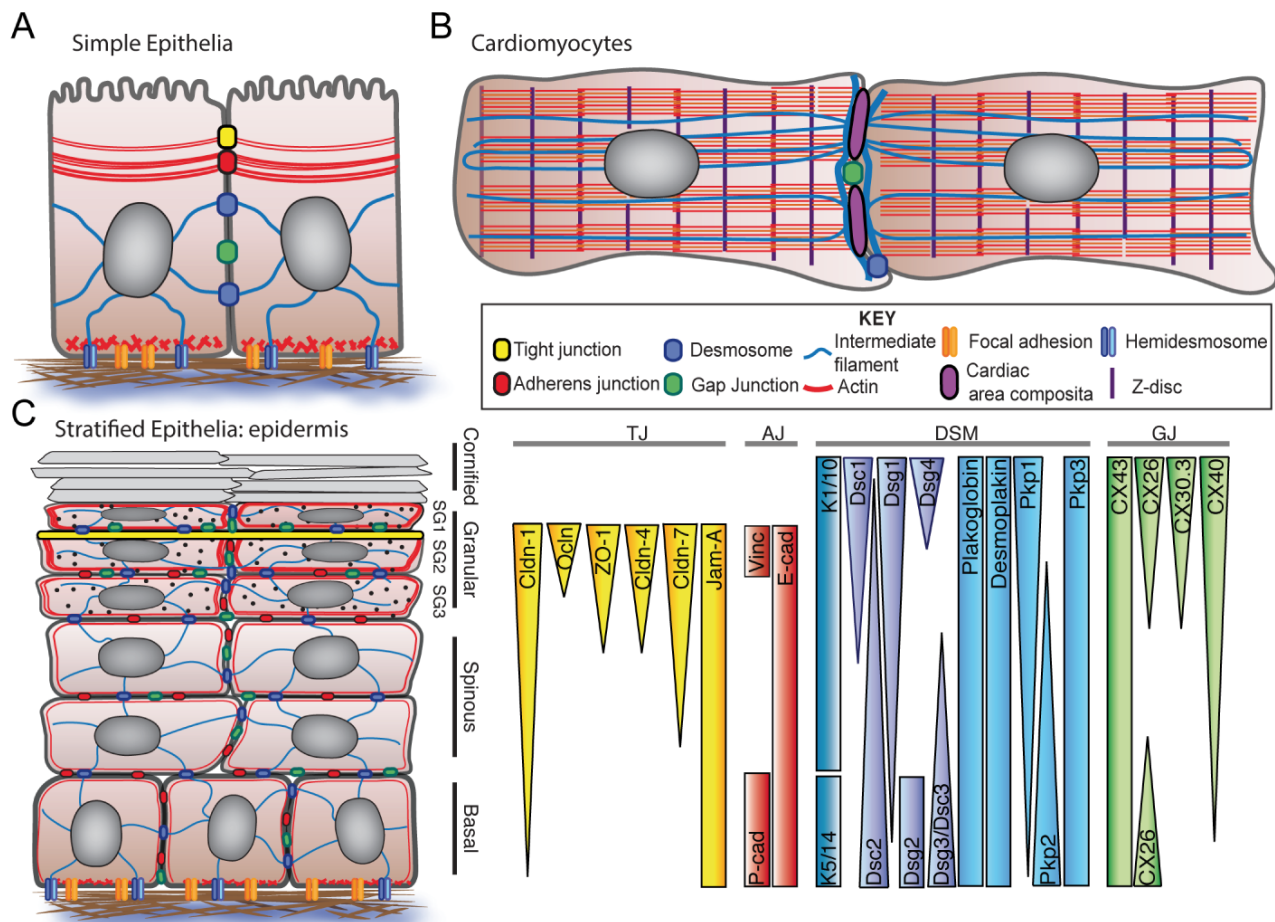 A
Simple Epithelia
B
Cardiomyocytes
KEY
Tight junction
Desmosome
Intermediate
filament
Focal adhesion
Hemidesmosome
Adherens junction
Gap Junction
Actin
Cardiac
area composita
Z-disc
C
Stratified Epithelia: epidermis
Cornified
Granular
SG1
SG2
SG3
Spinous
Basal
TJ
AJ
DSM
GJ
Cldn-1
Ocln
ZO-1
Cldn-4
Cldn-7
Jam-A
Vinc
P-cad
E-cad
K1/10
K5/14
Dsc1
Dsc2
Dsg1
Dsg2
Dsg4
Dsg3/Dsc3
Plakoglobin
Desmoplakin
Pkp1
Pkp2
Pkp3
CX43
CX26
CX26
CX30.3
CX40